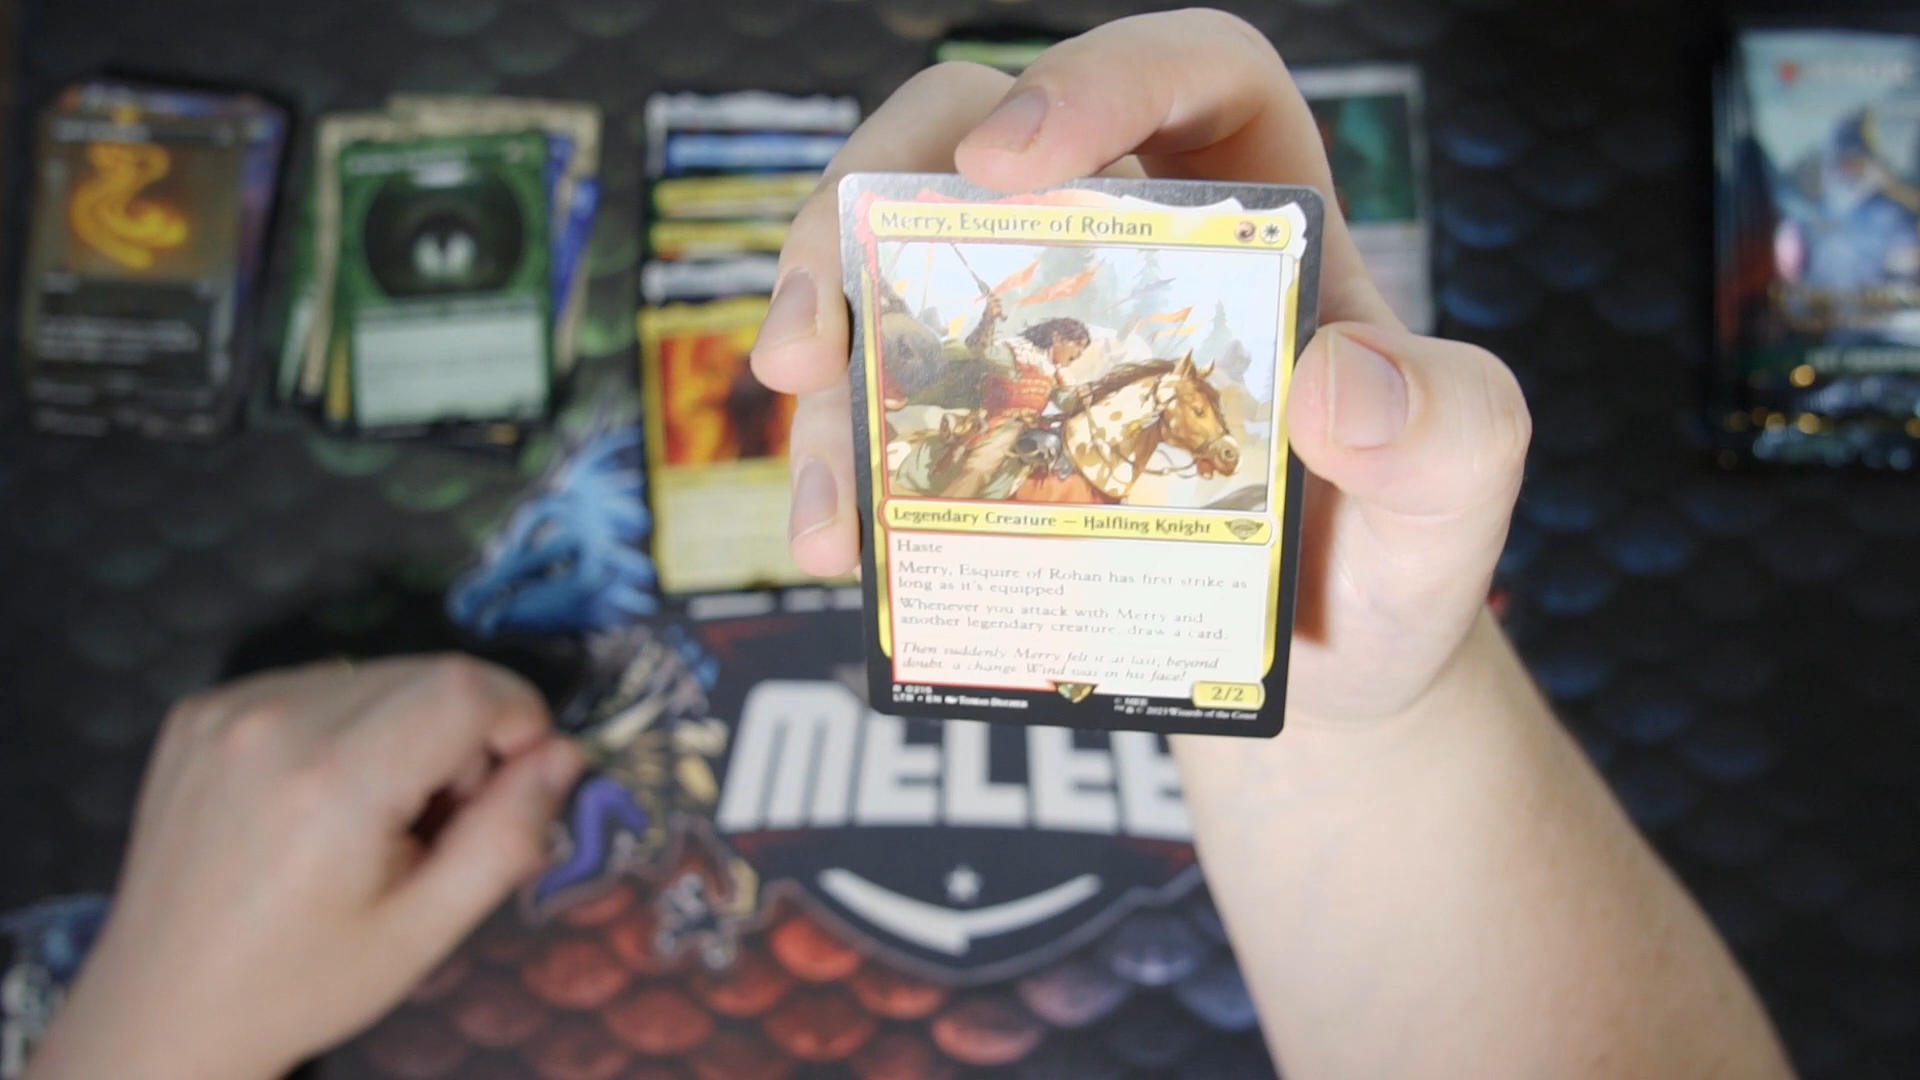 Merry, Esquire of Rohan
Legendary Creature — Halfling Knight
Haste
Merry, Esquire of Rohan has first strike as
long as it's equipped
Whenever you attack with Merry and
another legendary creature, draw a card.
Then suddenly Merry felt it at last, beyond
doubt: a change. Wind was in his face!
2/2
R 0215
LTR • EN
© 2023 Wizards of the Coast
MELEE